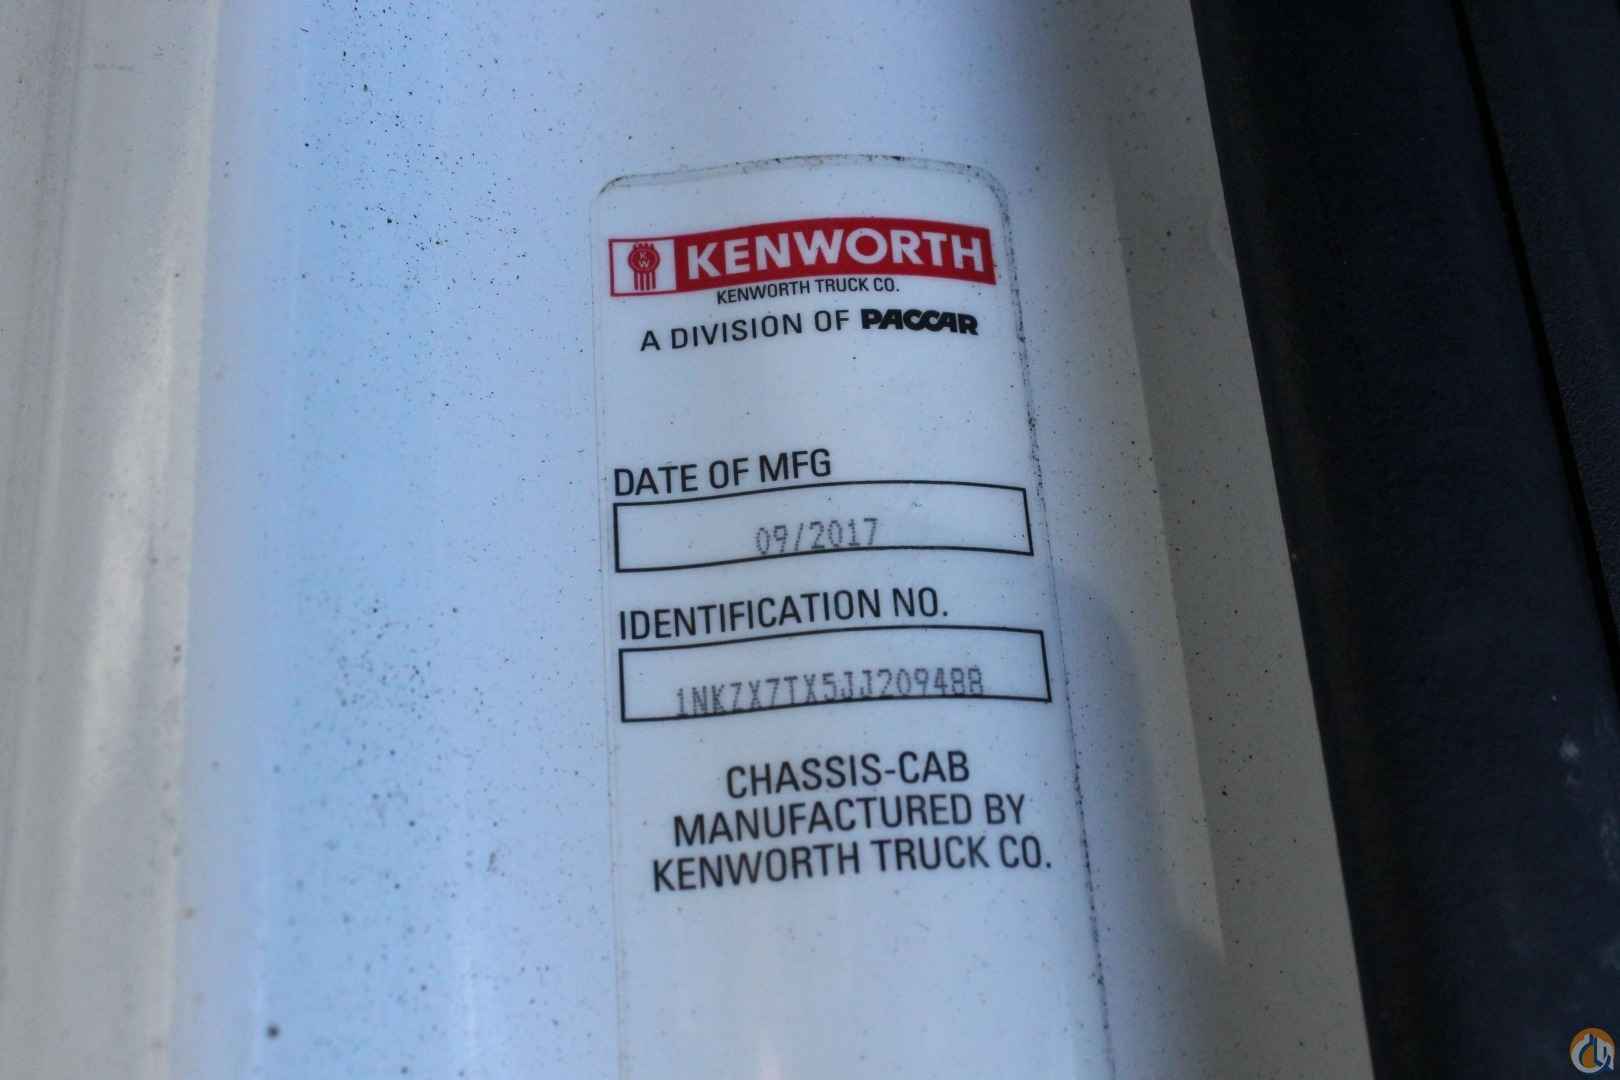 KW
KENWORTH
KENWORTH TRUCK CO.
A DIVISION OF PACCAR
DATE OF MFG
09/2017
IDENTIFICATION NO.
1NKZX7TX5JJ209488
CHASSIS-CAB
MANUFACTURED BY
KENWORTH TRUCK CO.